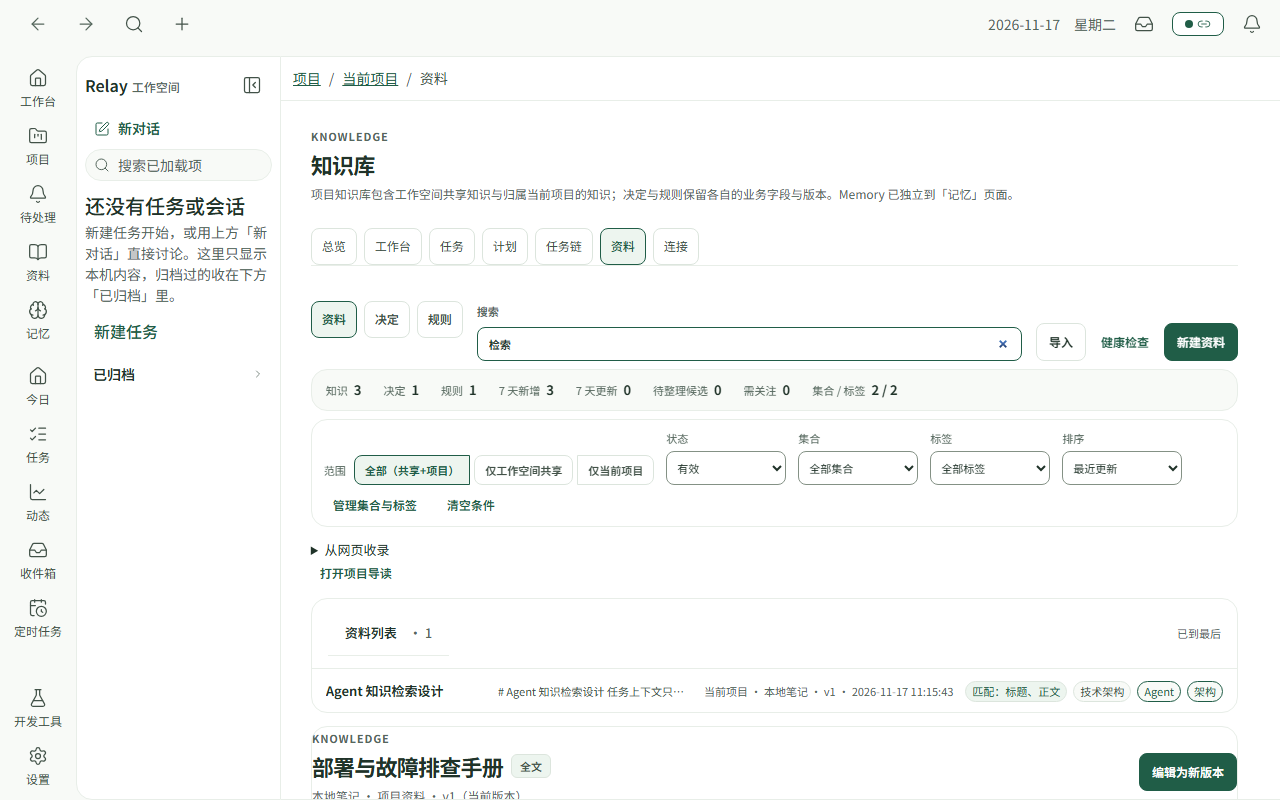 2026-11-17 星期二
工作台
项目
待处理
资料
记忆
今日
任务
动态
收件箱
定时任务
开发工具
设置
Relay 工作空间
新对话
搜索已加载项
还没有任务或会话
新建任务开始，或用上方「新
对话」直接讨论。这里只显示
本机内容，归档过的收在下方
「已归档」里。
新建任务
已归档
项目 / 当前项目 / 资料
KNOWLEDGE
知识库
项目知识库包含工作空间共享知识与归属当前项目的知识；决定与规则保留各自的业务字段与版本。Memory 已独立到「记忆」页面。
总览 工作台 任务 计划 任务链 资料 连接
资料 决定 规则
搜索
检索
导入 健康检查 新建资料
知识 3 决定 1 规则 1 7 天新增 3 7 天更新 0 待整理候选 0 需关注 0 集合 / 标签 2 / 2
范围 全部（共享+项目） 仅工作空间共享 仅当前项目
状态 集合 标签 排序
有效 全部集合 全部标签 最近更新
管理集合与标签 清空条件
从网页收录
打开项目导读
资料列表 · 1
已到最后
Agent 知识检索设计 # Agent 知识检索设计 任务上下文只… 当前项目 · 本地笔记 · v1 · 2026-11-17 11:15:43 匹配：标题、正文 技术架构 Agent 架构
KNOWLEDGE
部署与故障排查手册 全文
编辑为新版本
本地笔记 · 项目资料 · v1（当前版本）